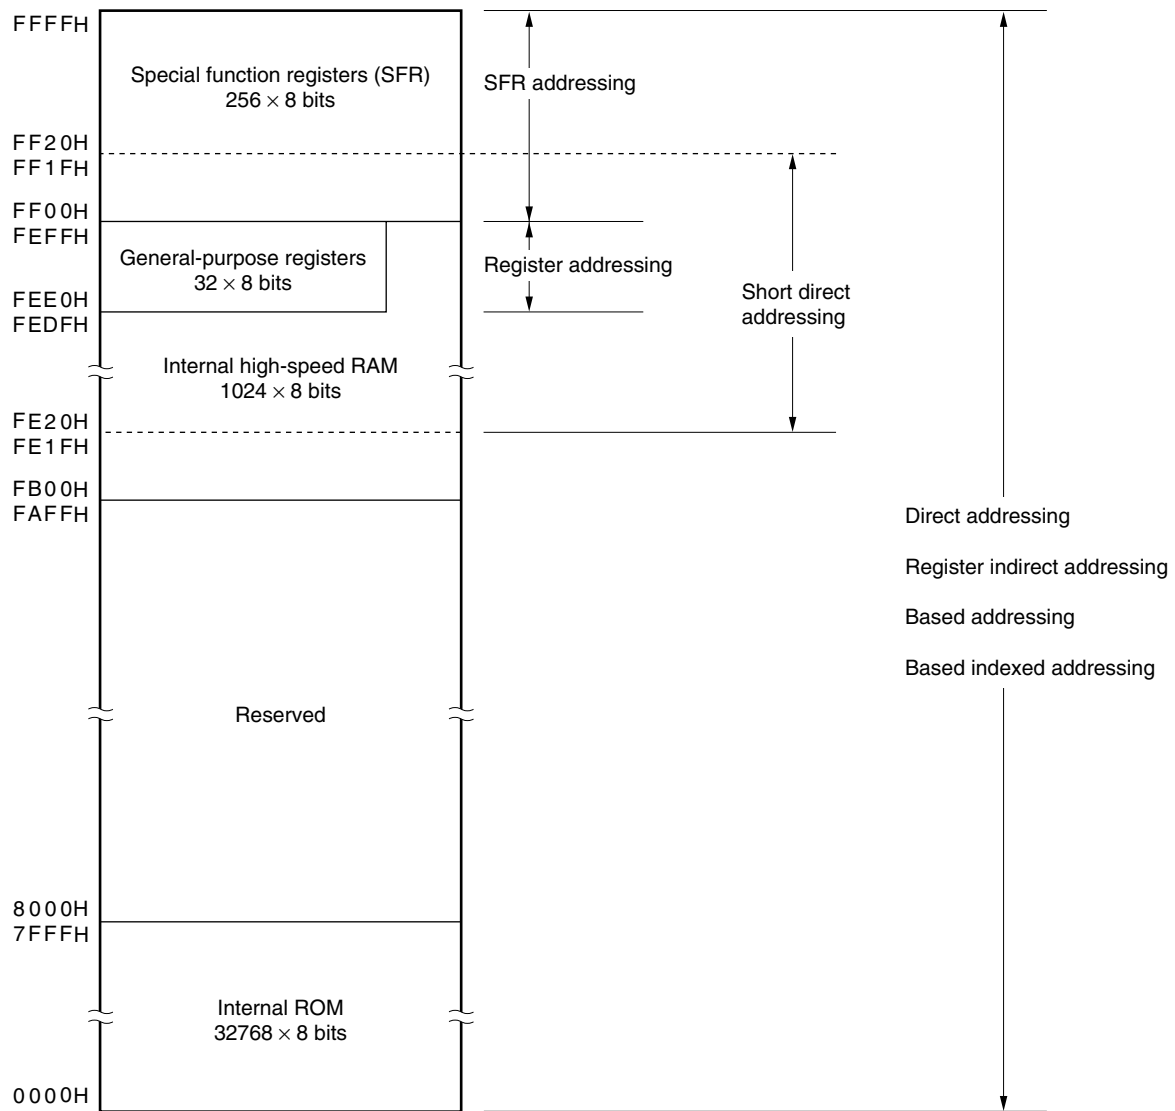 FFFFH
Special function registers (SFR)
256 × 8 bits
SFR addressing
FF20H
FF1FH
FF00H
FEFFH
General-purpose registers
32 × 8 bits
Register addressing
FEE0H
FEDFH
Short direct
addressing
Internal high-speed RAM
1024 × 8 bits
FE20H
FE1FH
FB00H
FAFFH
Direct addressing
Register indirect addressing
Based addressing
Based indexed addressing
Reserved
8000H
7FFFH
Internal ROM
32768 × 8 bits
0000H